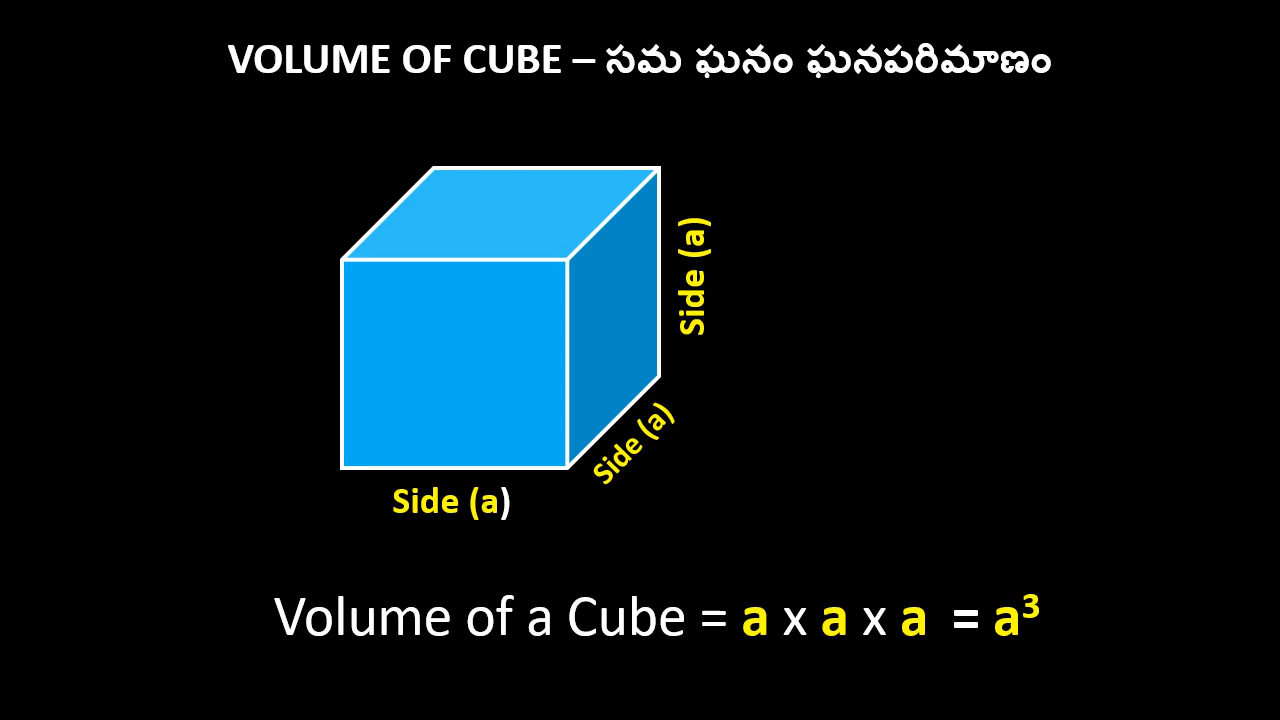 VOLUME OF CUBE – సమ ఘనం ఘనపరిమాణం
Side (a)
Side (a)
Side (a)
Volume of a Cube = a x a x a = a³